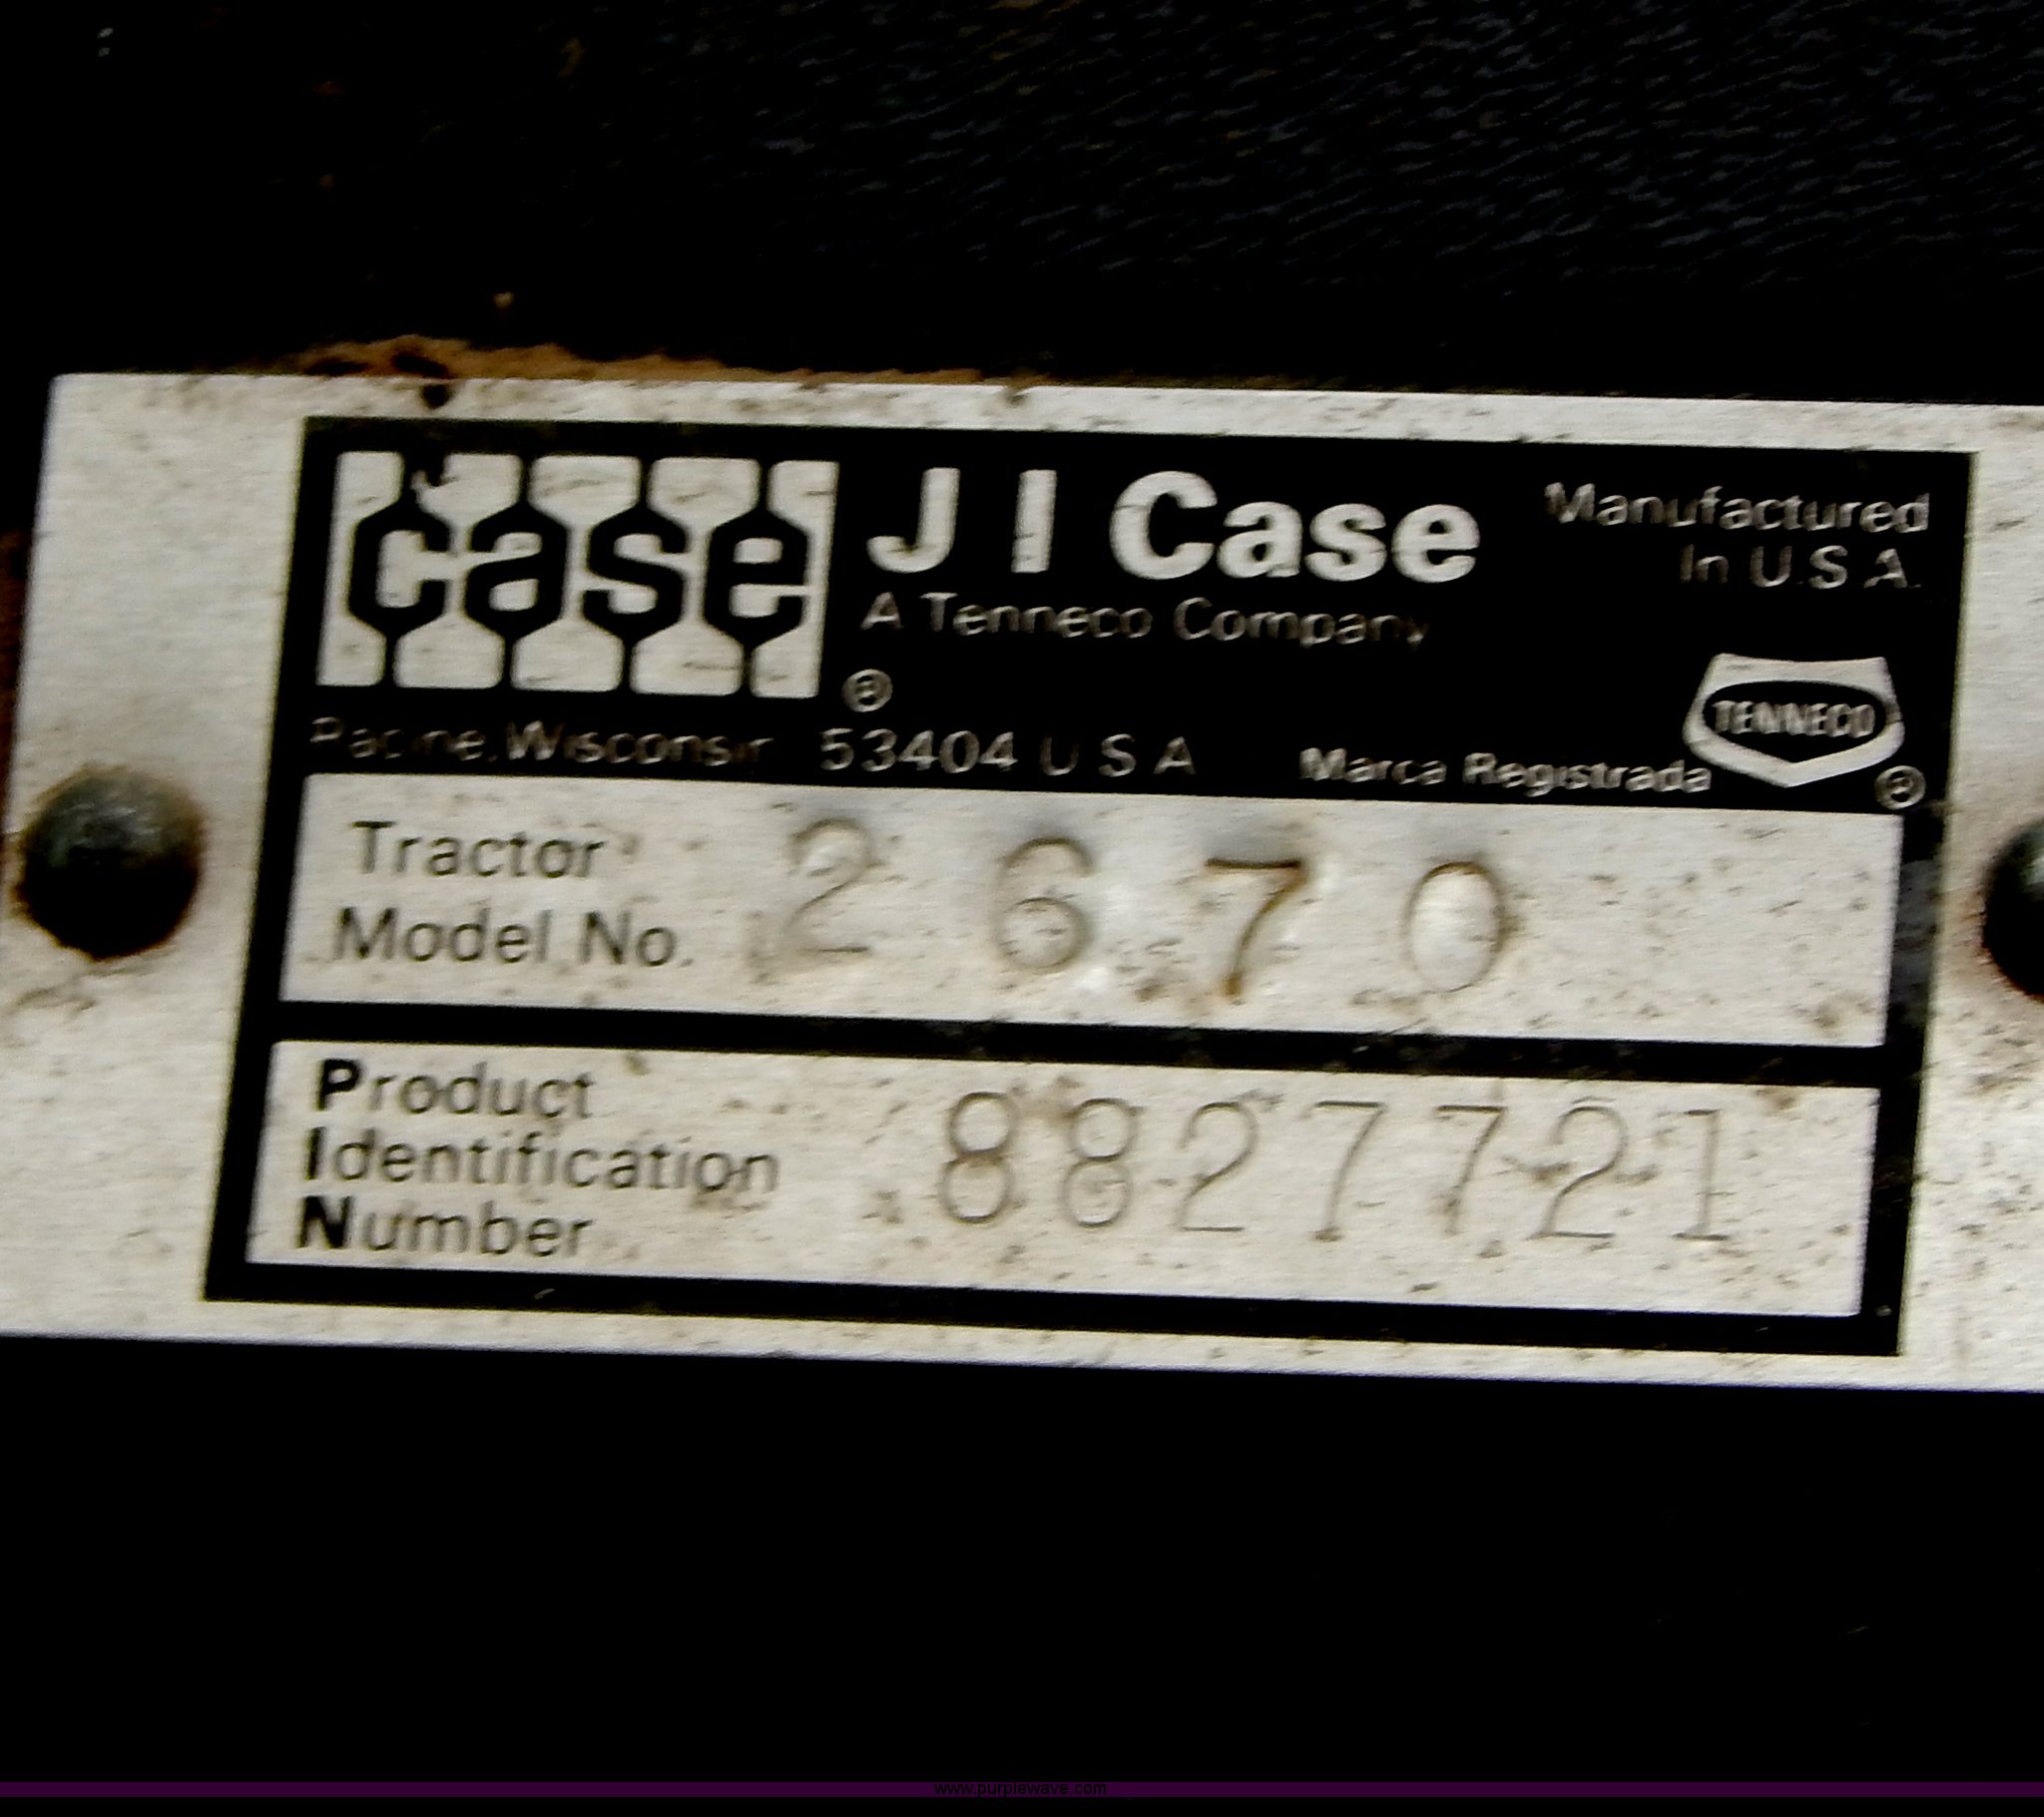 case ® J I Case
A Tenneco Company
Manufactured
In U.S.A.
Racine, Wisconsin 53404 U S A
Marca Registrada
TENNECO ®
Tractor
Model No. 2670
Product
Identification
Number 8827721
www.purplewave.com